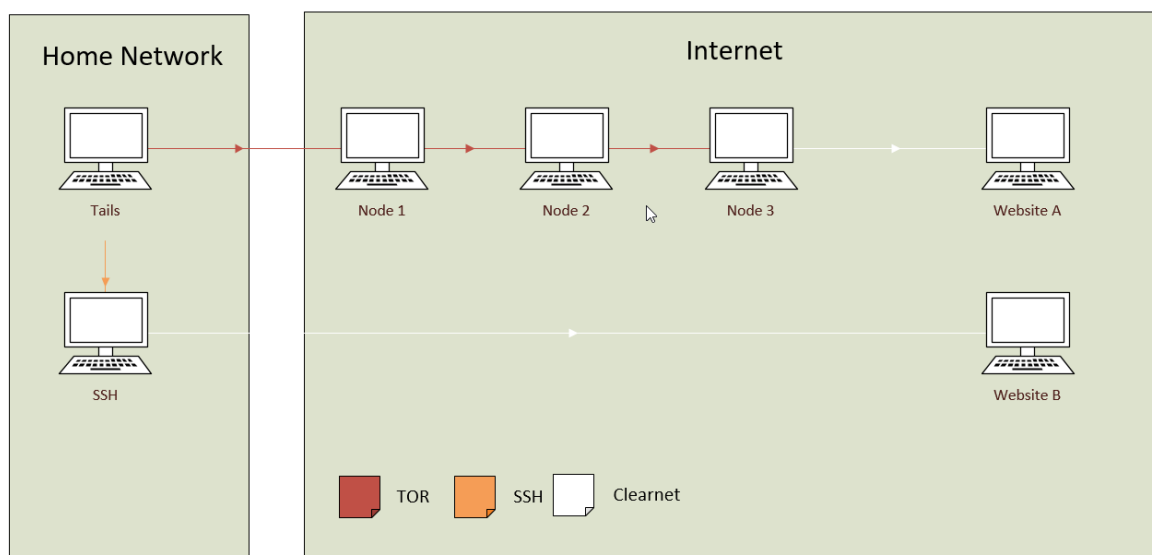 Home Network
Internet
Tails
Node 1
Node 2
Node 3
Website A
SSH
Website B
TOR
SSH
Clearnet